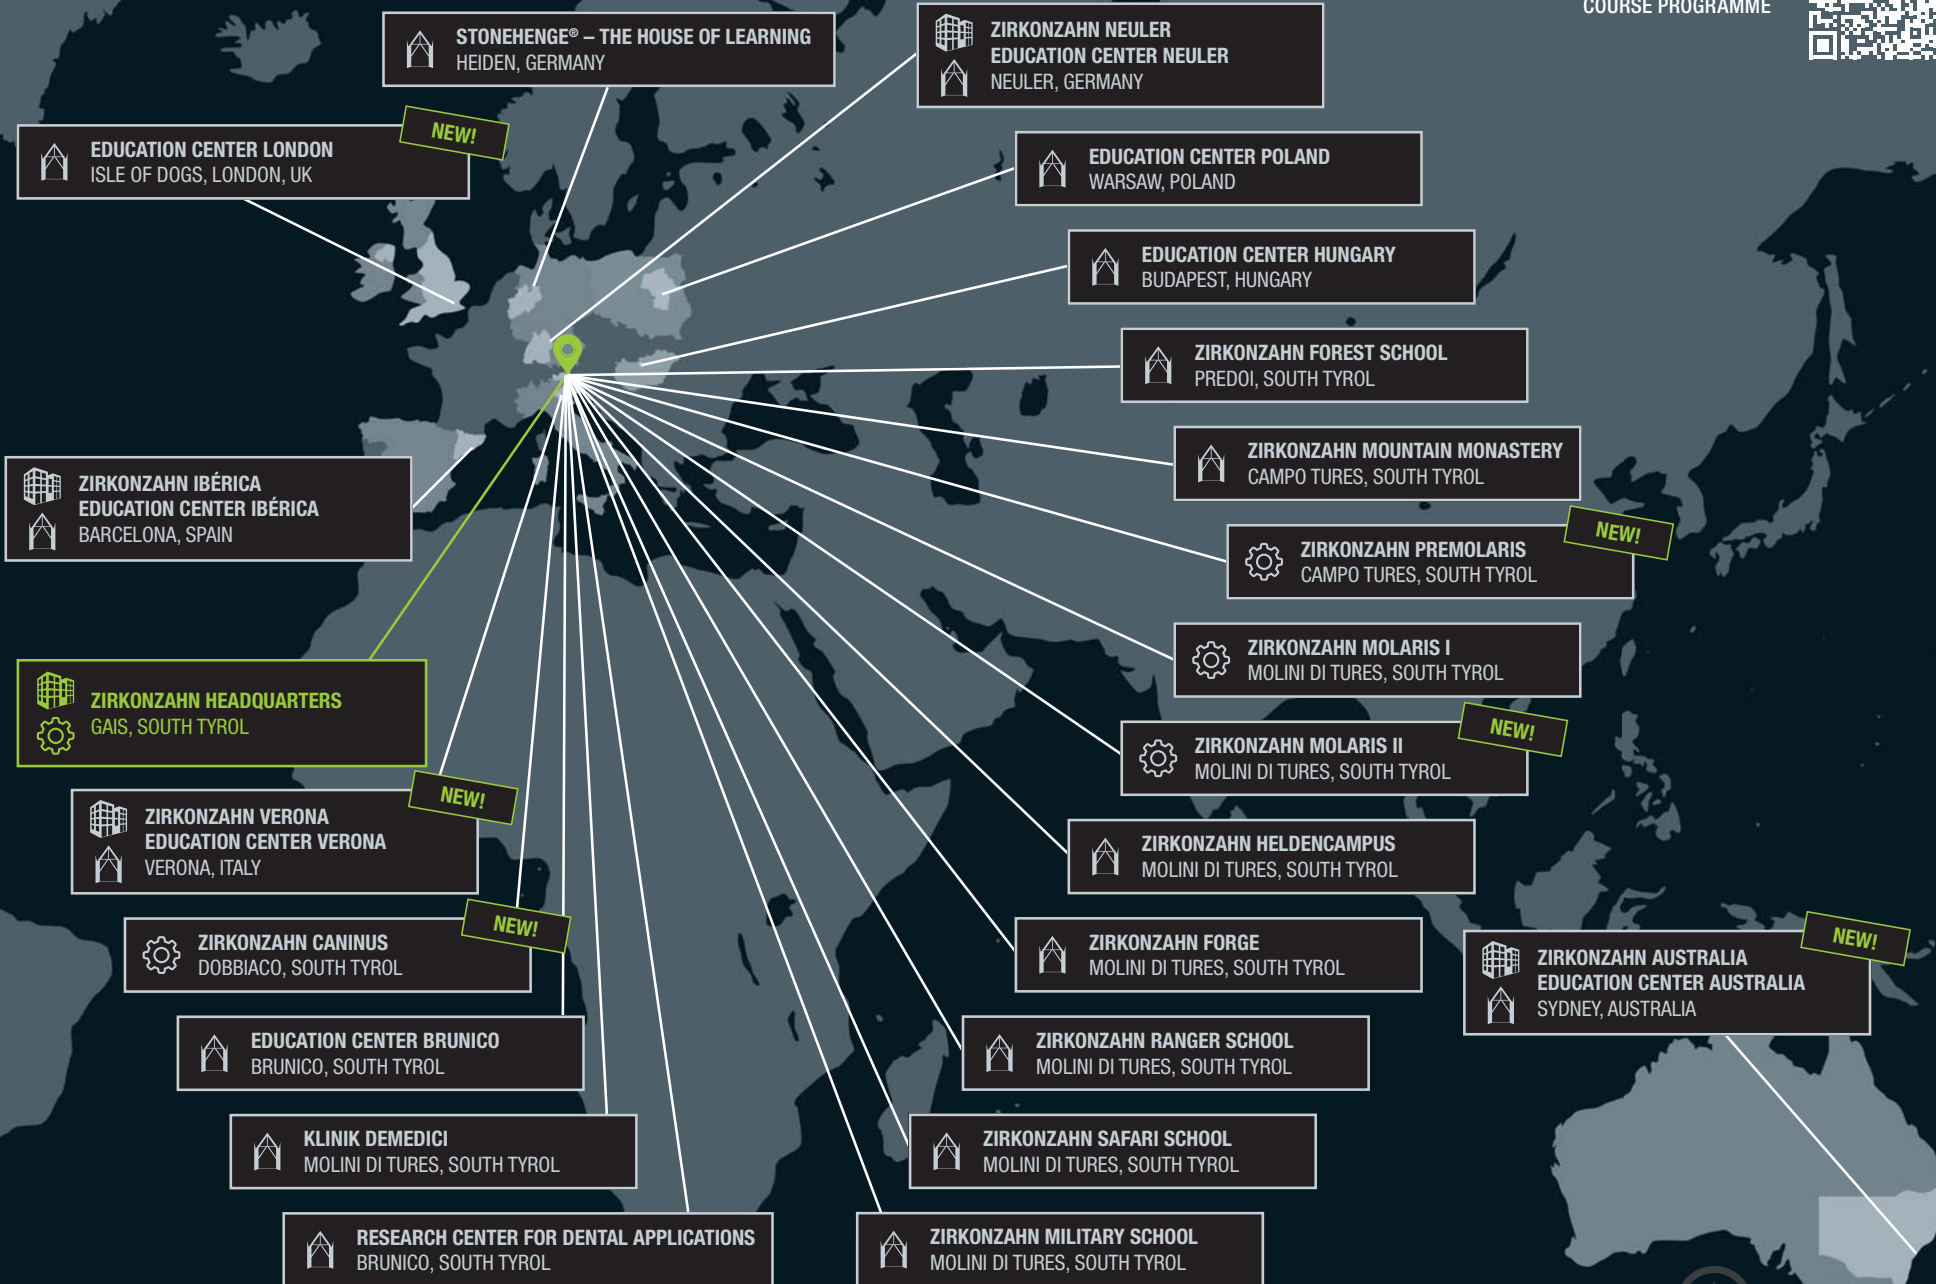 COURSE PROGRAMME
STONEHENGE® – THE HOUSE OF LEARNING
HEIDEN, GERMANY
ZIRKONZAHN NEULER
EDUCATION CENTER NEULER
NEULER, GERMANY
NEW!
EDUCATION CENTER LONDON
ISLE OF DOGS, LONDON, UK
EDUCATION CENTER POLAND
WARSAW, POLAND
EDUCATION CENTER HUNGARY
BUDAPEST, HUNGARY
ZIRKONZAHN FOREST SCHOOL
PREDOI, SOUTH TYROL
ZIRKONZAHN MOUNTAIN MONASTERY
CAMPO TURES, SOUTH TYROL
ZIRKONZAHN IBÉRICA
EDUCATION CENTER IBÉRICA
BARCELONA, SPAIN
NEW!
ZIRKONZAHN PREMOLARIS
CAMPO TURES, SOUTH TYROL
ZIRKONZAHN MOLARIS I
MOLINI DI TURES, SOUTH TYROL
ZIRKONZAHN HEADQUARTERS
GAIS, SOUTH TYROL
NEW!
ZIRKONZAHN MOLARIS II
MOLINI DI TURES, SOUTH TYROL
NEW!
ZIRKONZAHN VERONA
EDUCATION CENTER VERONA
VERONA, ITALY
ZIRKONZAHN HELDENCAMPUS
MOLINI DI TURES, SOUTH TYROL
NEW!
ZIRKONZAHN CANINUS
DOBBIACO, SOUTH TYROL
ZIRKONZAHN FORGE
MOLINI DI TURES, SOUTH TYROL
NEW!
ZIRKONZAHN AUSTRALIA
EDUCATION CENTER AUSTRALIA
SYDNEY, AUSTRALIA
EDUCATION CENTER BRUNICO
BRUNICO, SOUTH TYROL
ZIRKONZAHN RANGER SCHOOL
MOLINI DI TURES, SOUTH TYROL
KLINIK DEMEDICI
MOLINI DI TURES, SOUTH TYROL
ZIRKONZAHN SAFARI SCHOOL
MOLINI DI TURES, SOUTH TYROL
RESEARCH CENTER FOR DENTAL APPLICATIONS
BRUNICO, SOUTH TYROL
ZIRKONZAHN MILITARY SCHOOL
MOLINI DI TURES, SOUTH TYROL